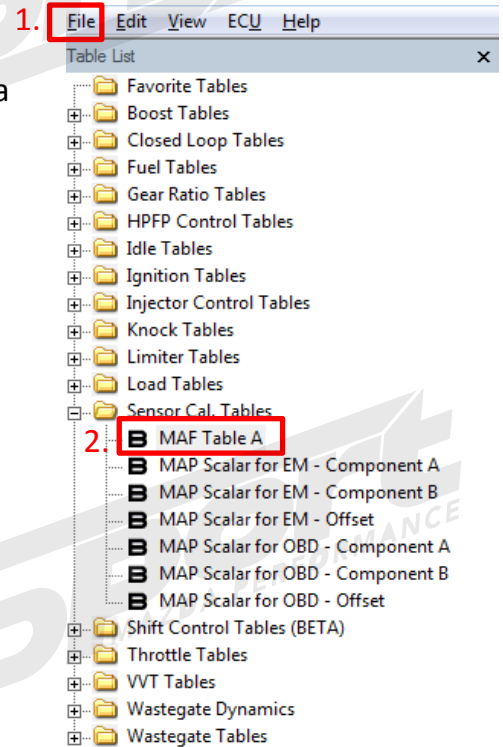 1. File Edit View ECU Help
Table List x
a
Favorite Tables
Boost Tables
Closed Loop Tables
Fuel Tables
Gear Ratio Tables
HPFP Control Tables
Idle Tables
Ignition Tables
Injector Control Tables
Knock Tables
Limiter Tables
Load Tables
Sensor Cal. Tables
2. MAF Table A
MAP Scalar for EM - Component A
MAP Scalar for EM - Component B
MAP Scalar for EM - Offset
MAP Scalar for OBD - Component A
MAP Scalar for OBD - Component B
MAP Scalar for OBD - Offset
Shift Control Tables (BETA)
Throttle Tables
VVT Tables
Wastegate Dynamics
Wastegate Tables